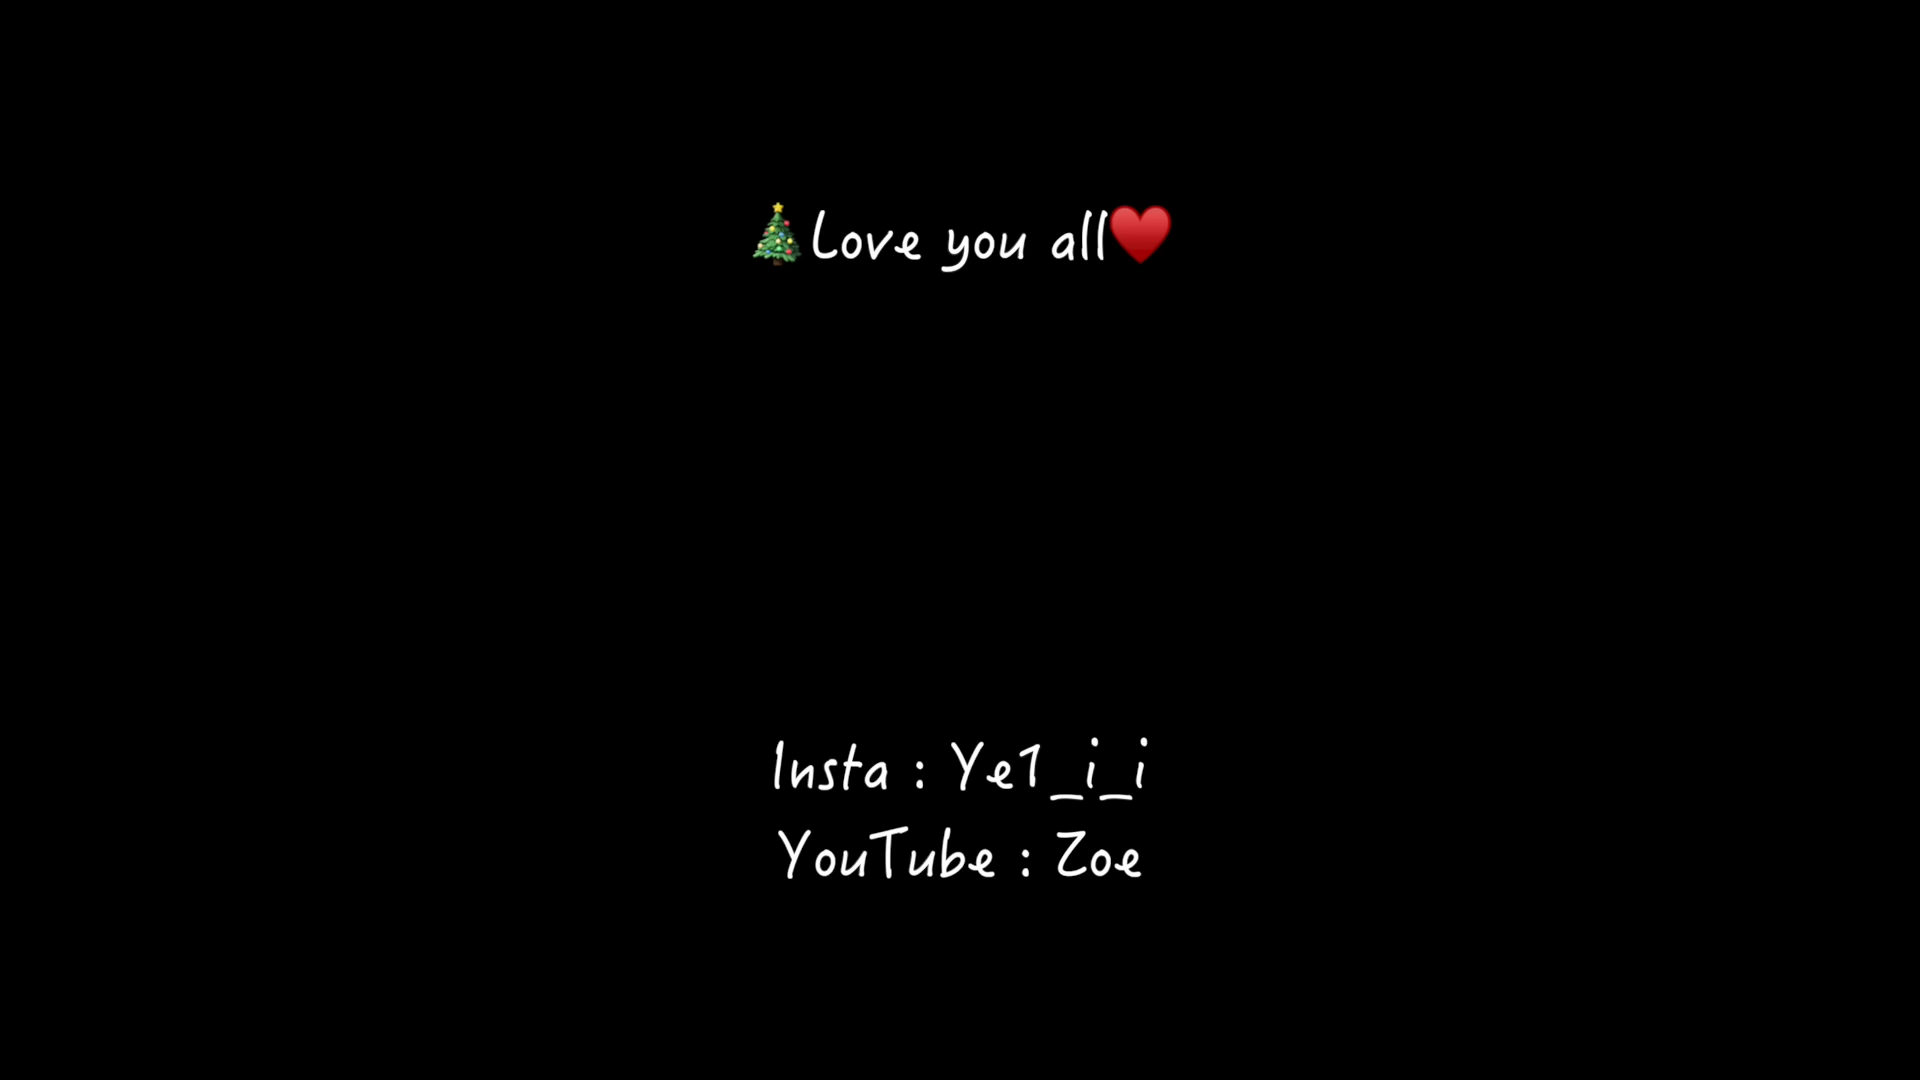 🎄Love you all♥️
Insta : Ye1_i_i
YouTube : Zoe